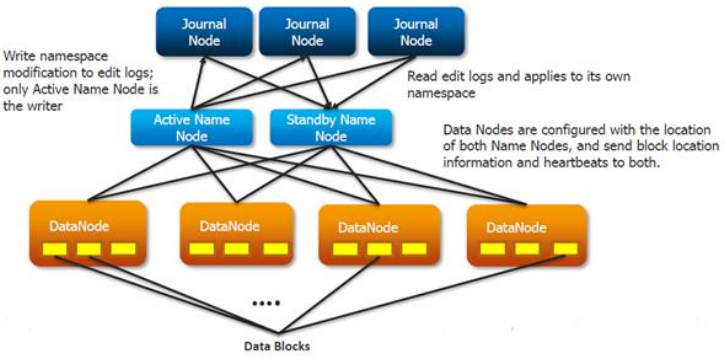 Journal
Node
Journal
Node
Journal
Node
Write namespace
modification to edit logs;
only Active Name Node is
the writer
Read edit logs and applies to its own
namespace
Active Name
Node
Standby Name
Node
Data Nodes are configured with the location
of both Name Nodes, and send block location
information and heartbeats to both.
DataNode
DataNode
DataNode
DataNode
....
Data Blocks